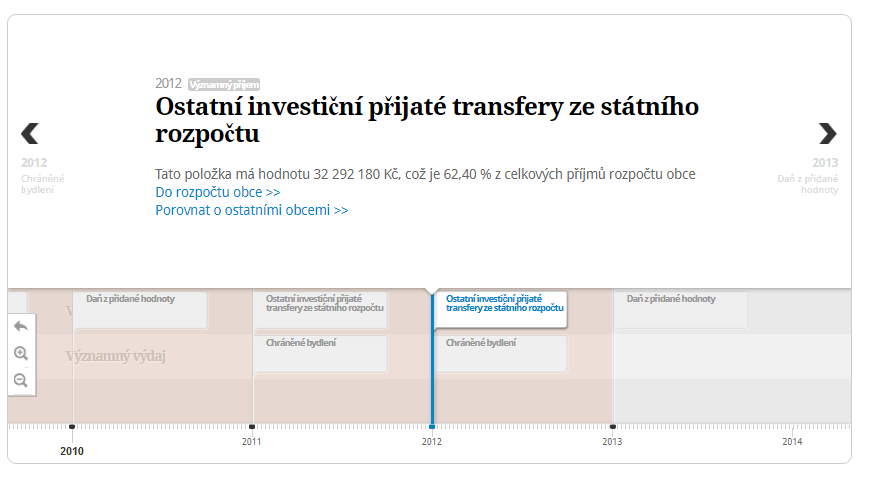 2012 Významný příjem
Ostatní investiční přijaté transfery ze státního
rozpočtu
2012
Chráněné
bydlení
2013
Daň z přidané
hodnoty
Tato položka má hodnotu 32 292 180 Kč, což je 62,40 % z celkových příjmů rozpočtu obce
Do rozpočtu obce >>
Porovnat o ostatními obcemi >>
Daň z přidané hodnoty
Ostatní investiční přijaté
transfery ze státního rozpočtu
Ostatní investiční přijaté
transfery ze státního rozpočtu
Daň z přidané hodnoty
Významný výdaj
Chráněné bydlení
Chráněné bydlení
2010
2011
2012
2013
2014